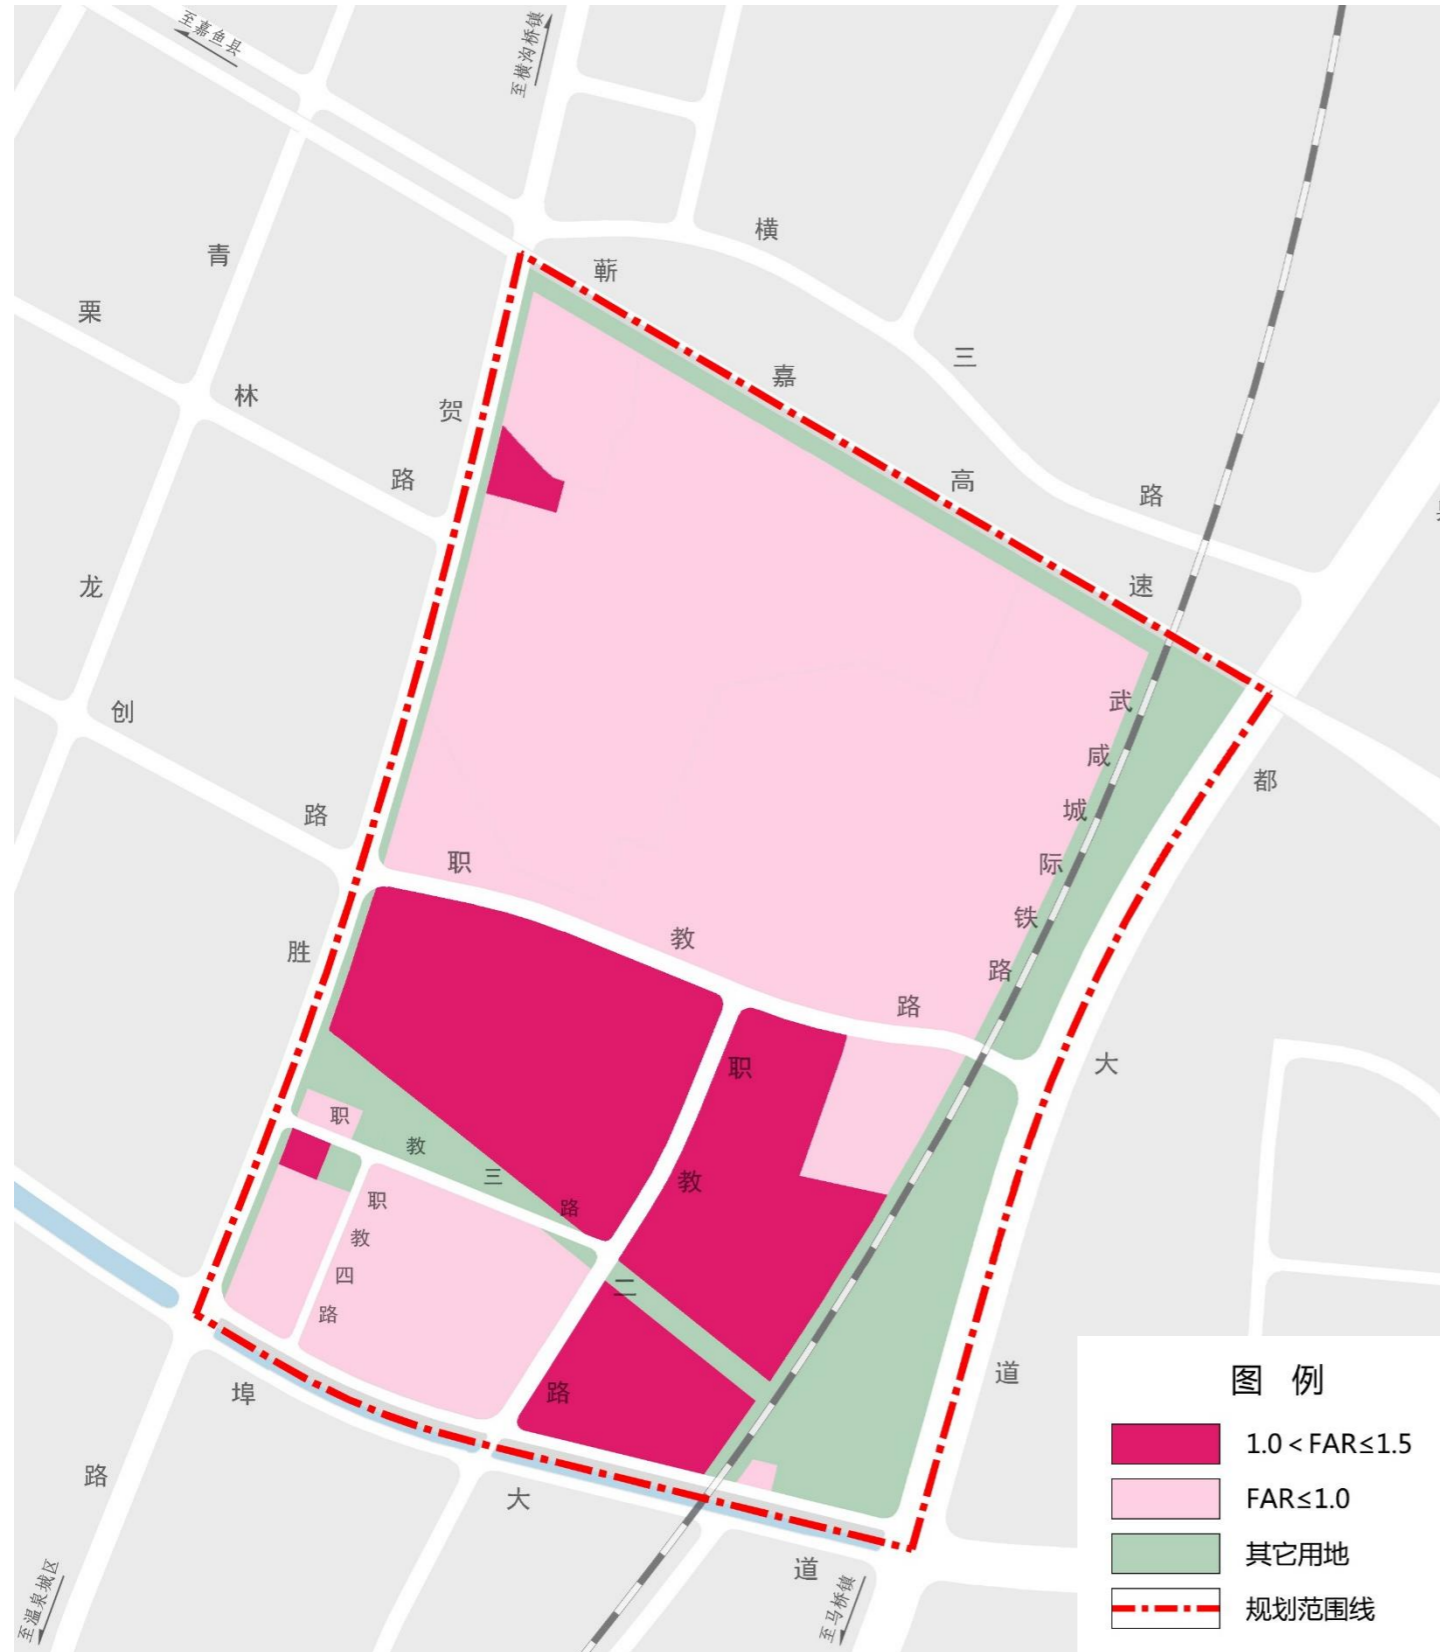 至嘉鱼县
至横沟桥镇
横三路
蕲嘉高速
青龙路
栗林路
贺胜路
创路
武咸城际铁路
都大道
职教路
职教二路
职教三路
职教四路
埠大道
至温泉城区
至马桥镇
图 例
1.0<FAR≤1.5
FAR≤1.0
其它用地
规划范围线